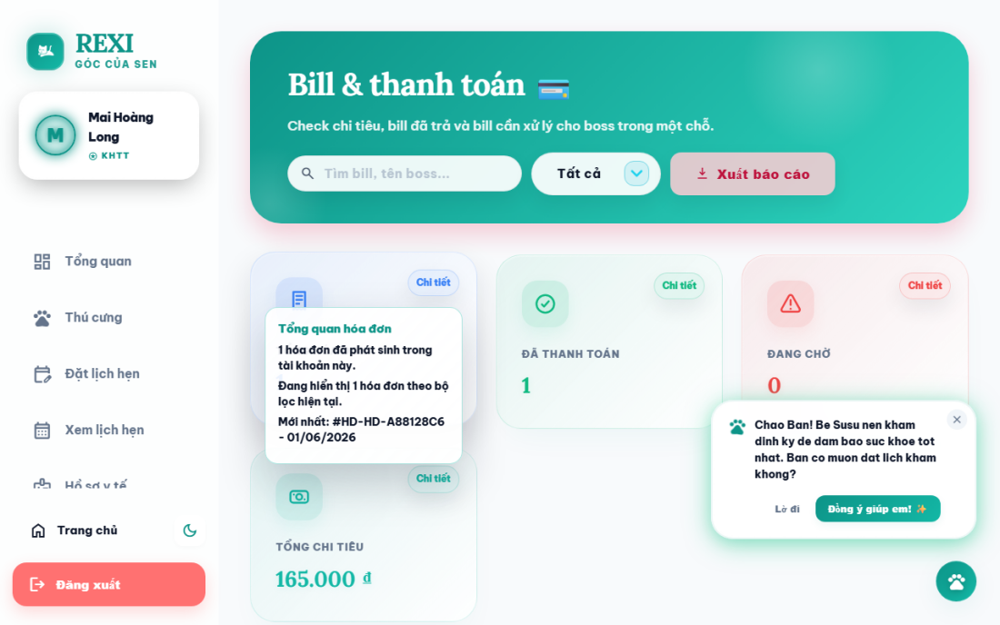 REXI
GÓC CỦA SEN
M
Mai Hoàng
Long
KHTT
Tổng quan
Thú cưng
Đặt lịch hẹn
Xem lịch hẹn
Hồ sơ y tế
Trang chủ
Đăng xuất
Bill & thanh toán
Check chi tiêu, bill đã trả và bill cần xử lý cho boss trong một chỗ.
Tìm bill, tên boss...
Tất cả
Xuất báo cáo
Chi tiết
Tổng quan hóa đơn
1 hóa đơn đã phát sinh trong
tài khoản này.
Đang hiển thị 1 hóa đơn theo bộ
lọc hiện tại.
Mới nhất: #HD-HD-A88128C6
- 01/06/2026
Chi tiết
ĐÃ THANH TOÁN
1
Chi tiết
ĐANG CHỜ
0
Chi tiết
TỔNG CHI TIÊU
165.000 ₫
Chao Ban! Be Susu nen kham
dinh ky de dam bao suc khoe tot
nhat. Ban co muon dat lich kham
khong?
Lờ đi
Đồng ý giúp em! ✨